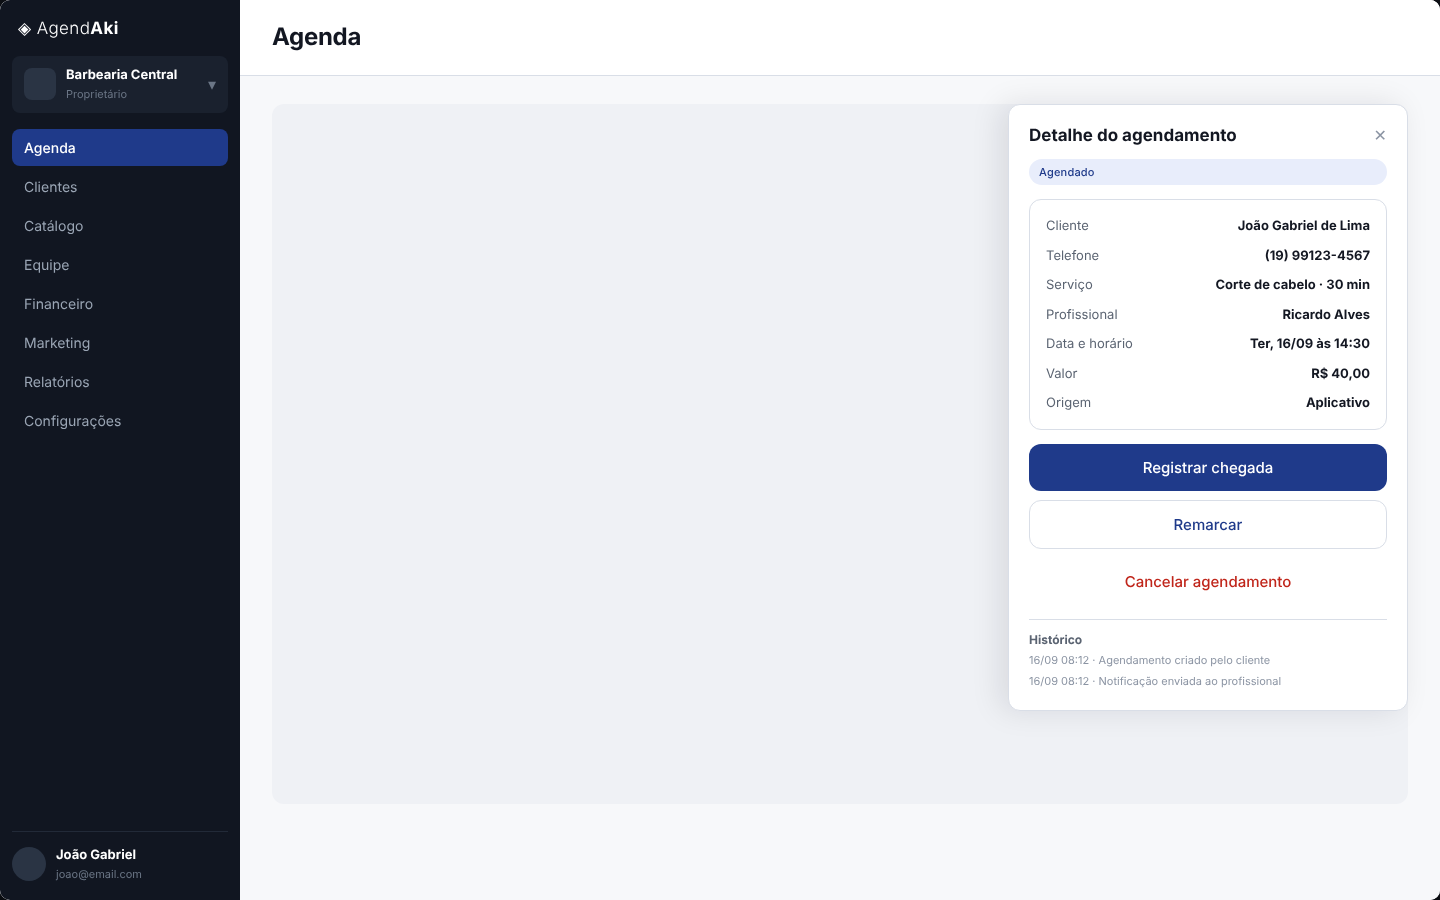 ◈ AgendAki
Barbearia Central
Proprietário
▼
Agenda
Clientes
Catálogo
Equipe
Financeiro
Marketing
Relatórios
Configurações
João Gabriel
joao@email.com
Agenda
Detalhe do agendamento ✕
Agendado
Cliente João Gabriel de Lima
Telefone (19) 99123-4567
Serviço Corte de cabelo · 30 min
Profissional Ricardo Alves
Data e horário Ter, 16/09 às 14:30
Valor R$ 40,00
Origem Aplicativo
Registrar chegada
Remarcar
Cancelar agendamento
Histórico
16/09 08:12 · Agendamento criado pelo cliente
16/09 08:12 · Notificação enviada ao profissional